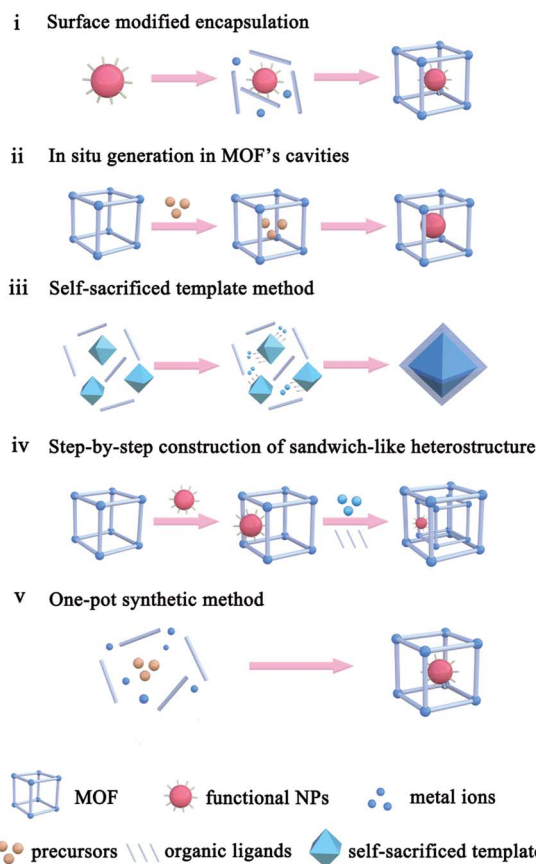 i Surface modified encapsulation
ii In situ generation in MOF's cavities
iii Self-sacrificed template method
iv Step-by-step construction of sandwich-like heterostructure
v One-pot synthetic method
MOF functional NPs metal ions
precursors organic ligands self-sacrificed template